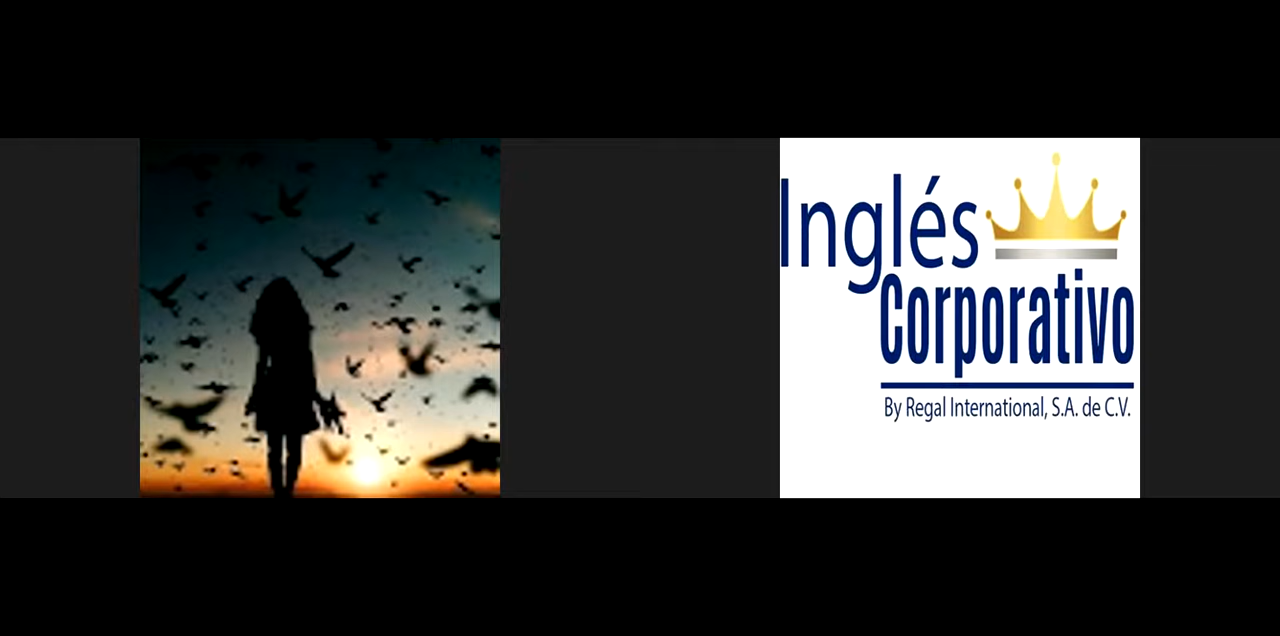 Inglés
Corporativo
By Regal International, S.A. de C.V.